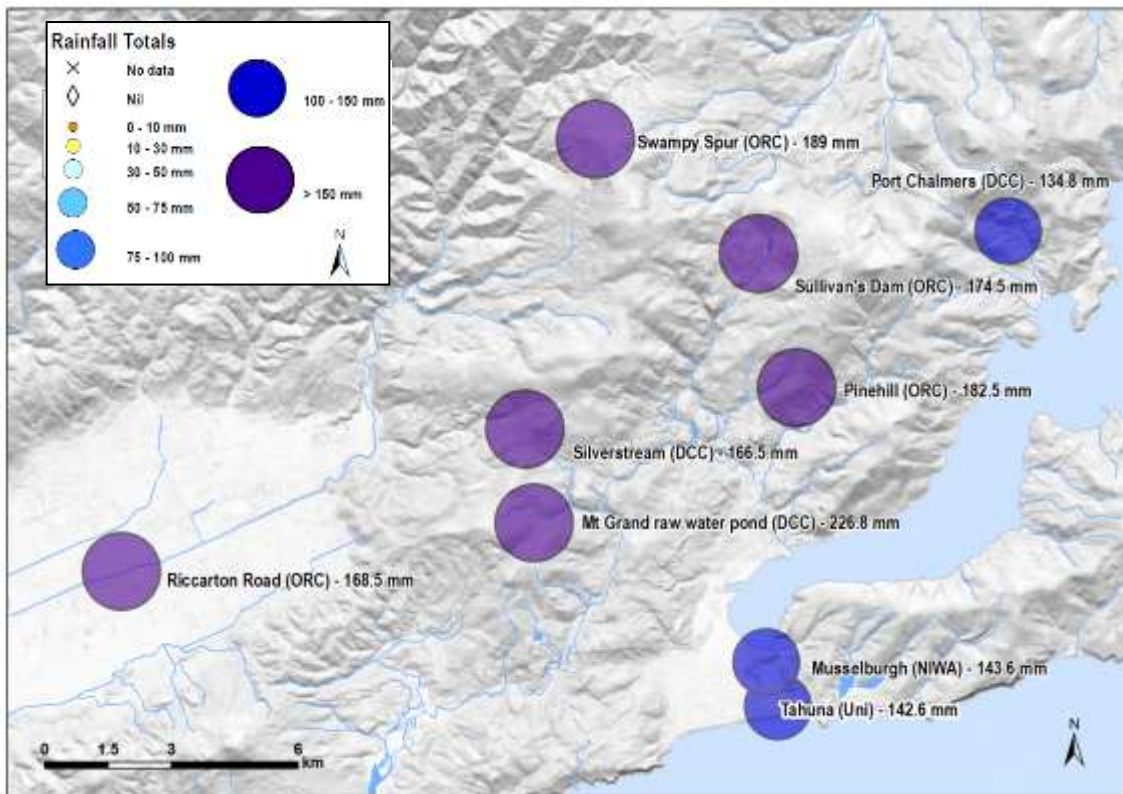 Rainfall Totals
No data
Nil
0 - 10 mm
10 - 30 mm
30 - 50 mm
50 - 75 mm
75 - 100 mm
100 - 150 mm
> 150 mm
N
Swampy Spur (ORC) - 189 mm
Port Chalmers (DCC) - 134.8 mm
Sullivan's Dam (ORC) - 174.5 mm
Pinehill (ORC) - 182.5 mm
Silverstream (DCC) - 166.5 mm
Mt Grand raw water pond (DCC) - 226.8 mm
Riccarton Road (ORC) - 168.5 mm
Musselburgh (NIWA) - 143.6 mm
Tahuna (Uni) - 142.6 mm
0 1.5 3 6
km
N